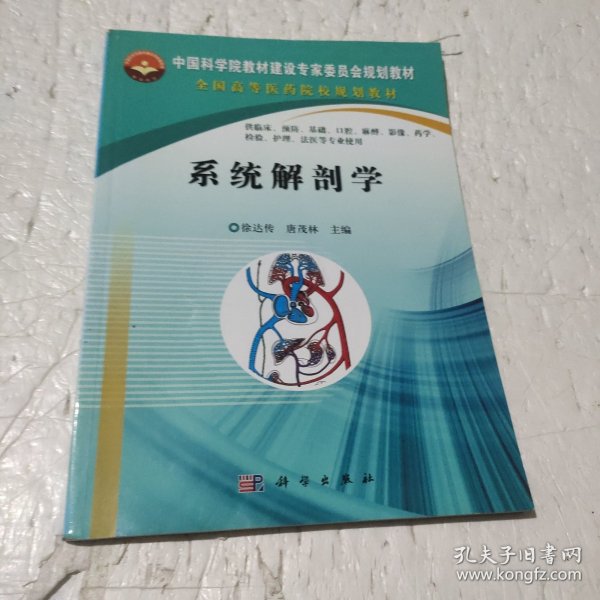 中国科学院教材建设专家委员会规划教材
全国高等医药院校规划教材
供临床、预防、基础、口腔、麻醉、影像、药学、
检验、护理、法医等专业使用
系统解剖学
徐达传 唐茂林 主编
科学出版社
孔夫子旧书网
www.kongfz.com